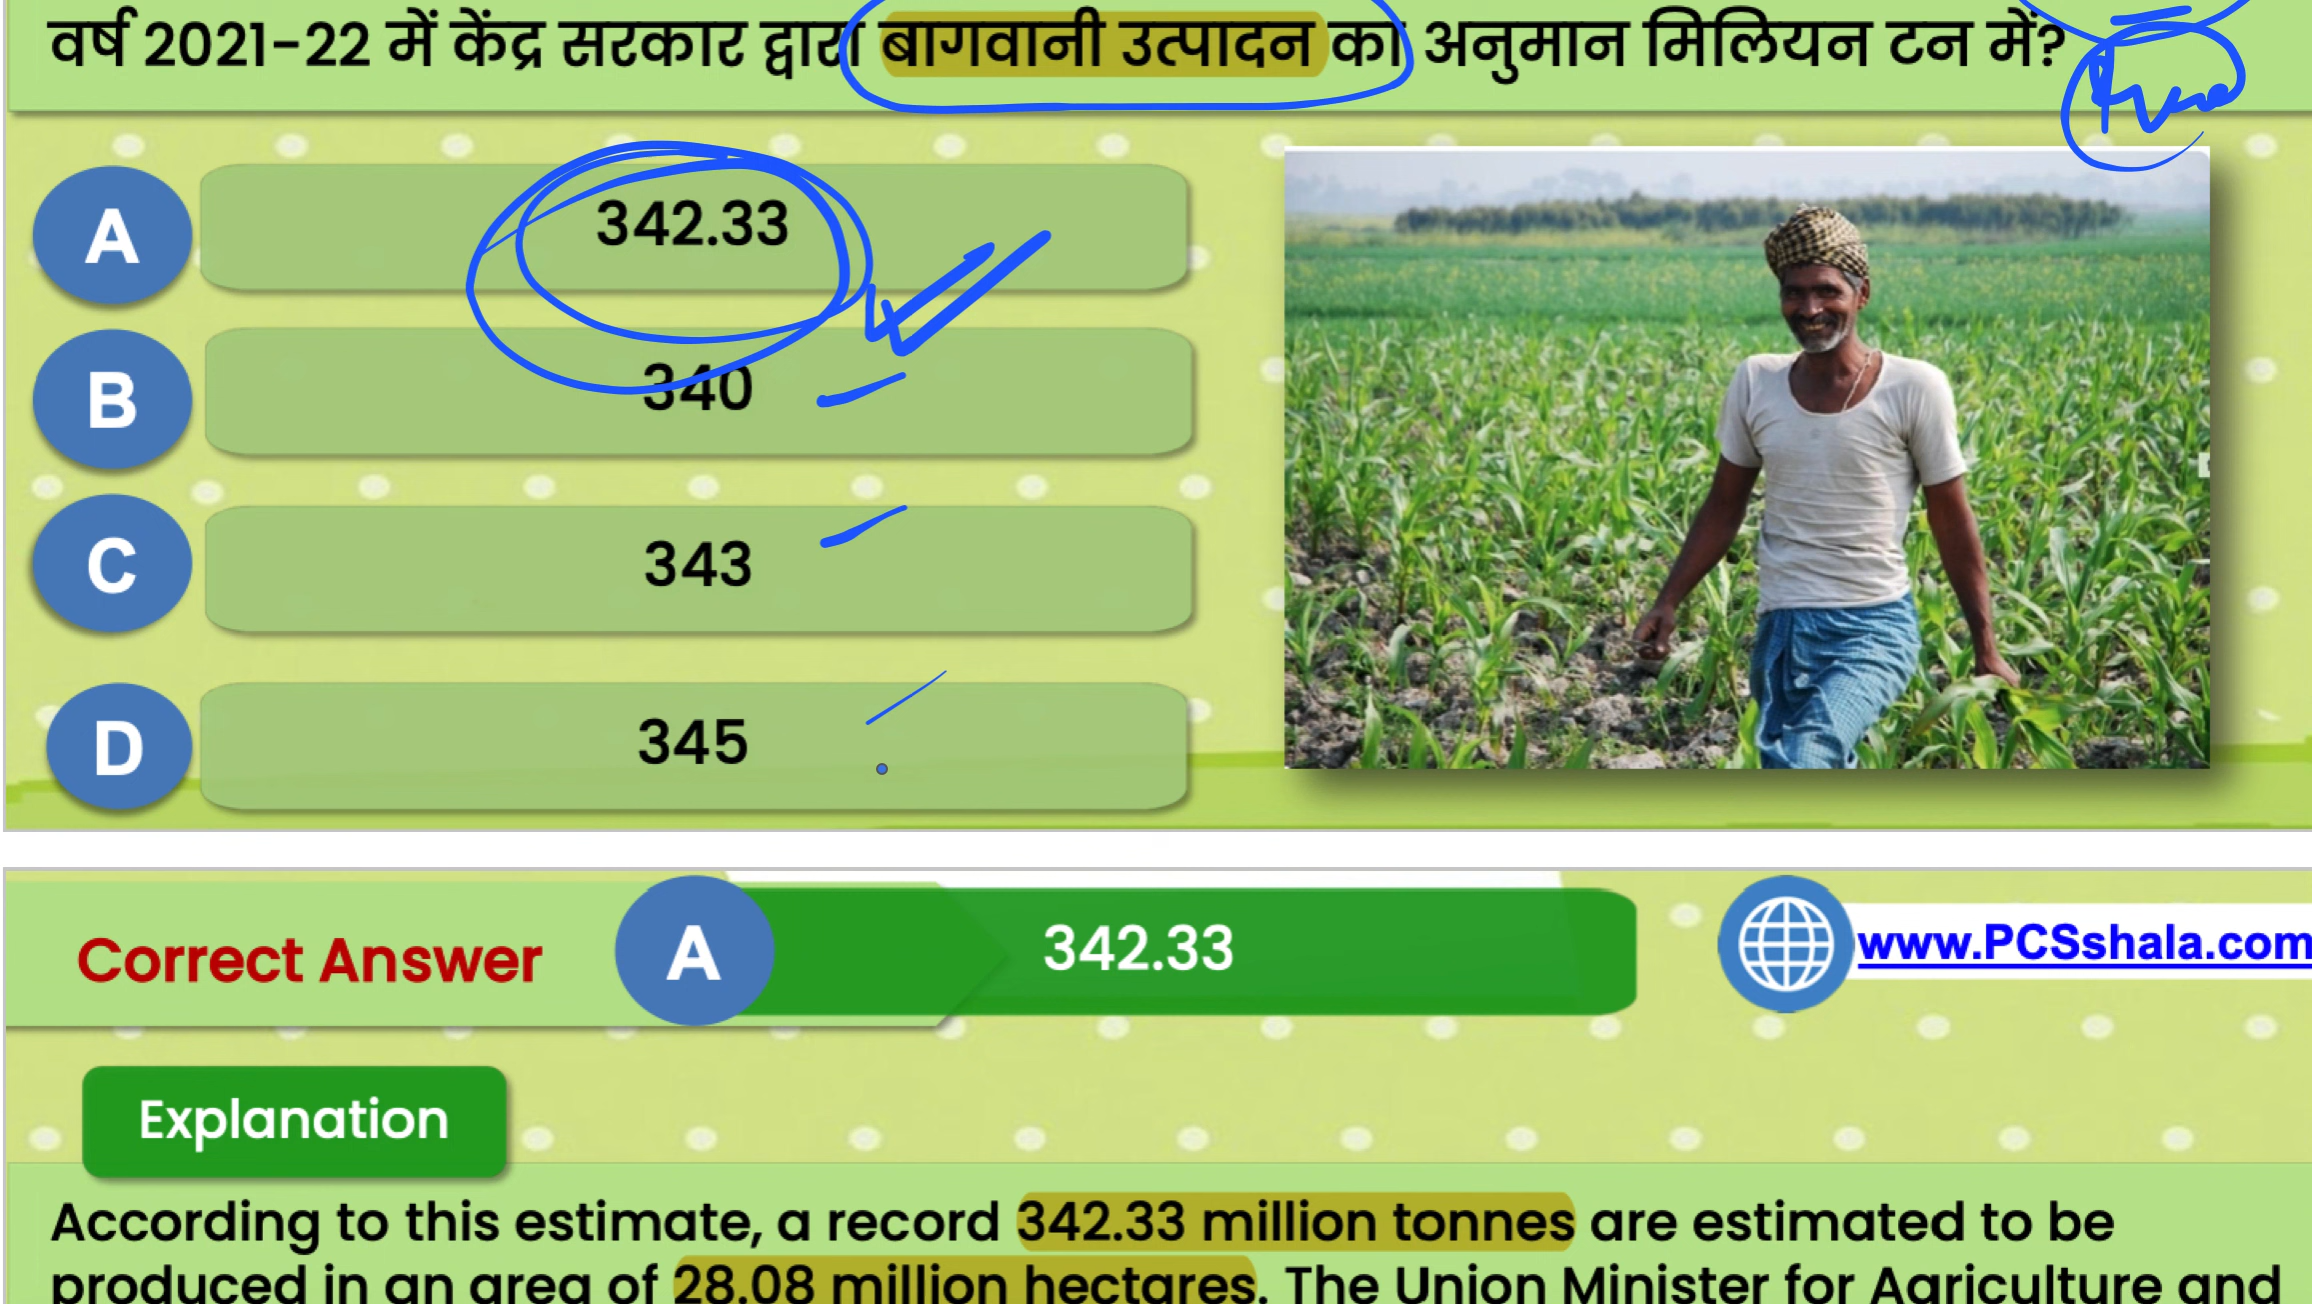 वर्ष 2021-22 में केंद्र सरकार द्वारा बागवानी उत्पादन का अनुमान मिलियन टन में?
A 342.33
B 340
C 343
D 345
Correct Answer A 342.33 www.PCSshala.com
Explanation
According to this estimate, a record 342.33 million tonnes are estimated to be
produced in an area of 28.08 million hectares. The Union Minister for Agriculture and